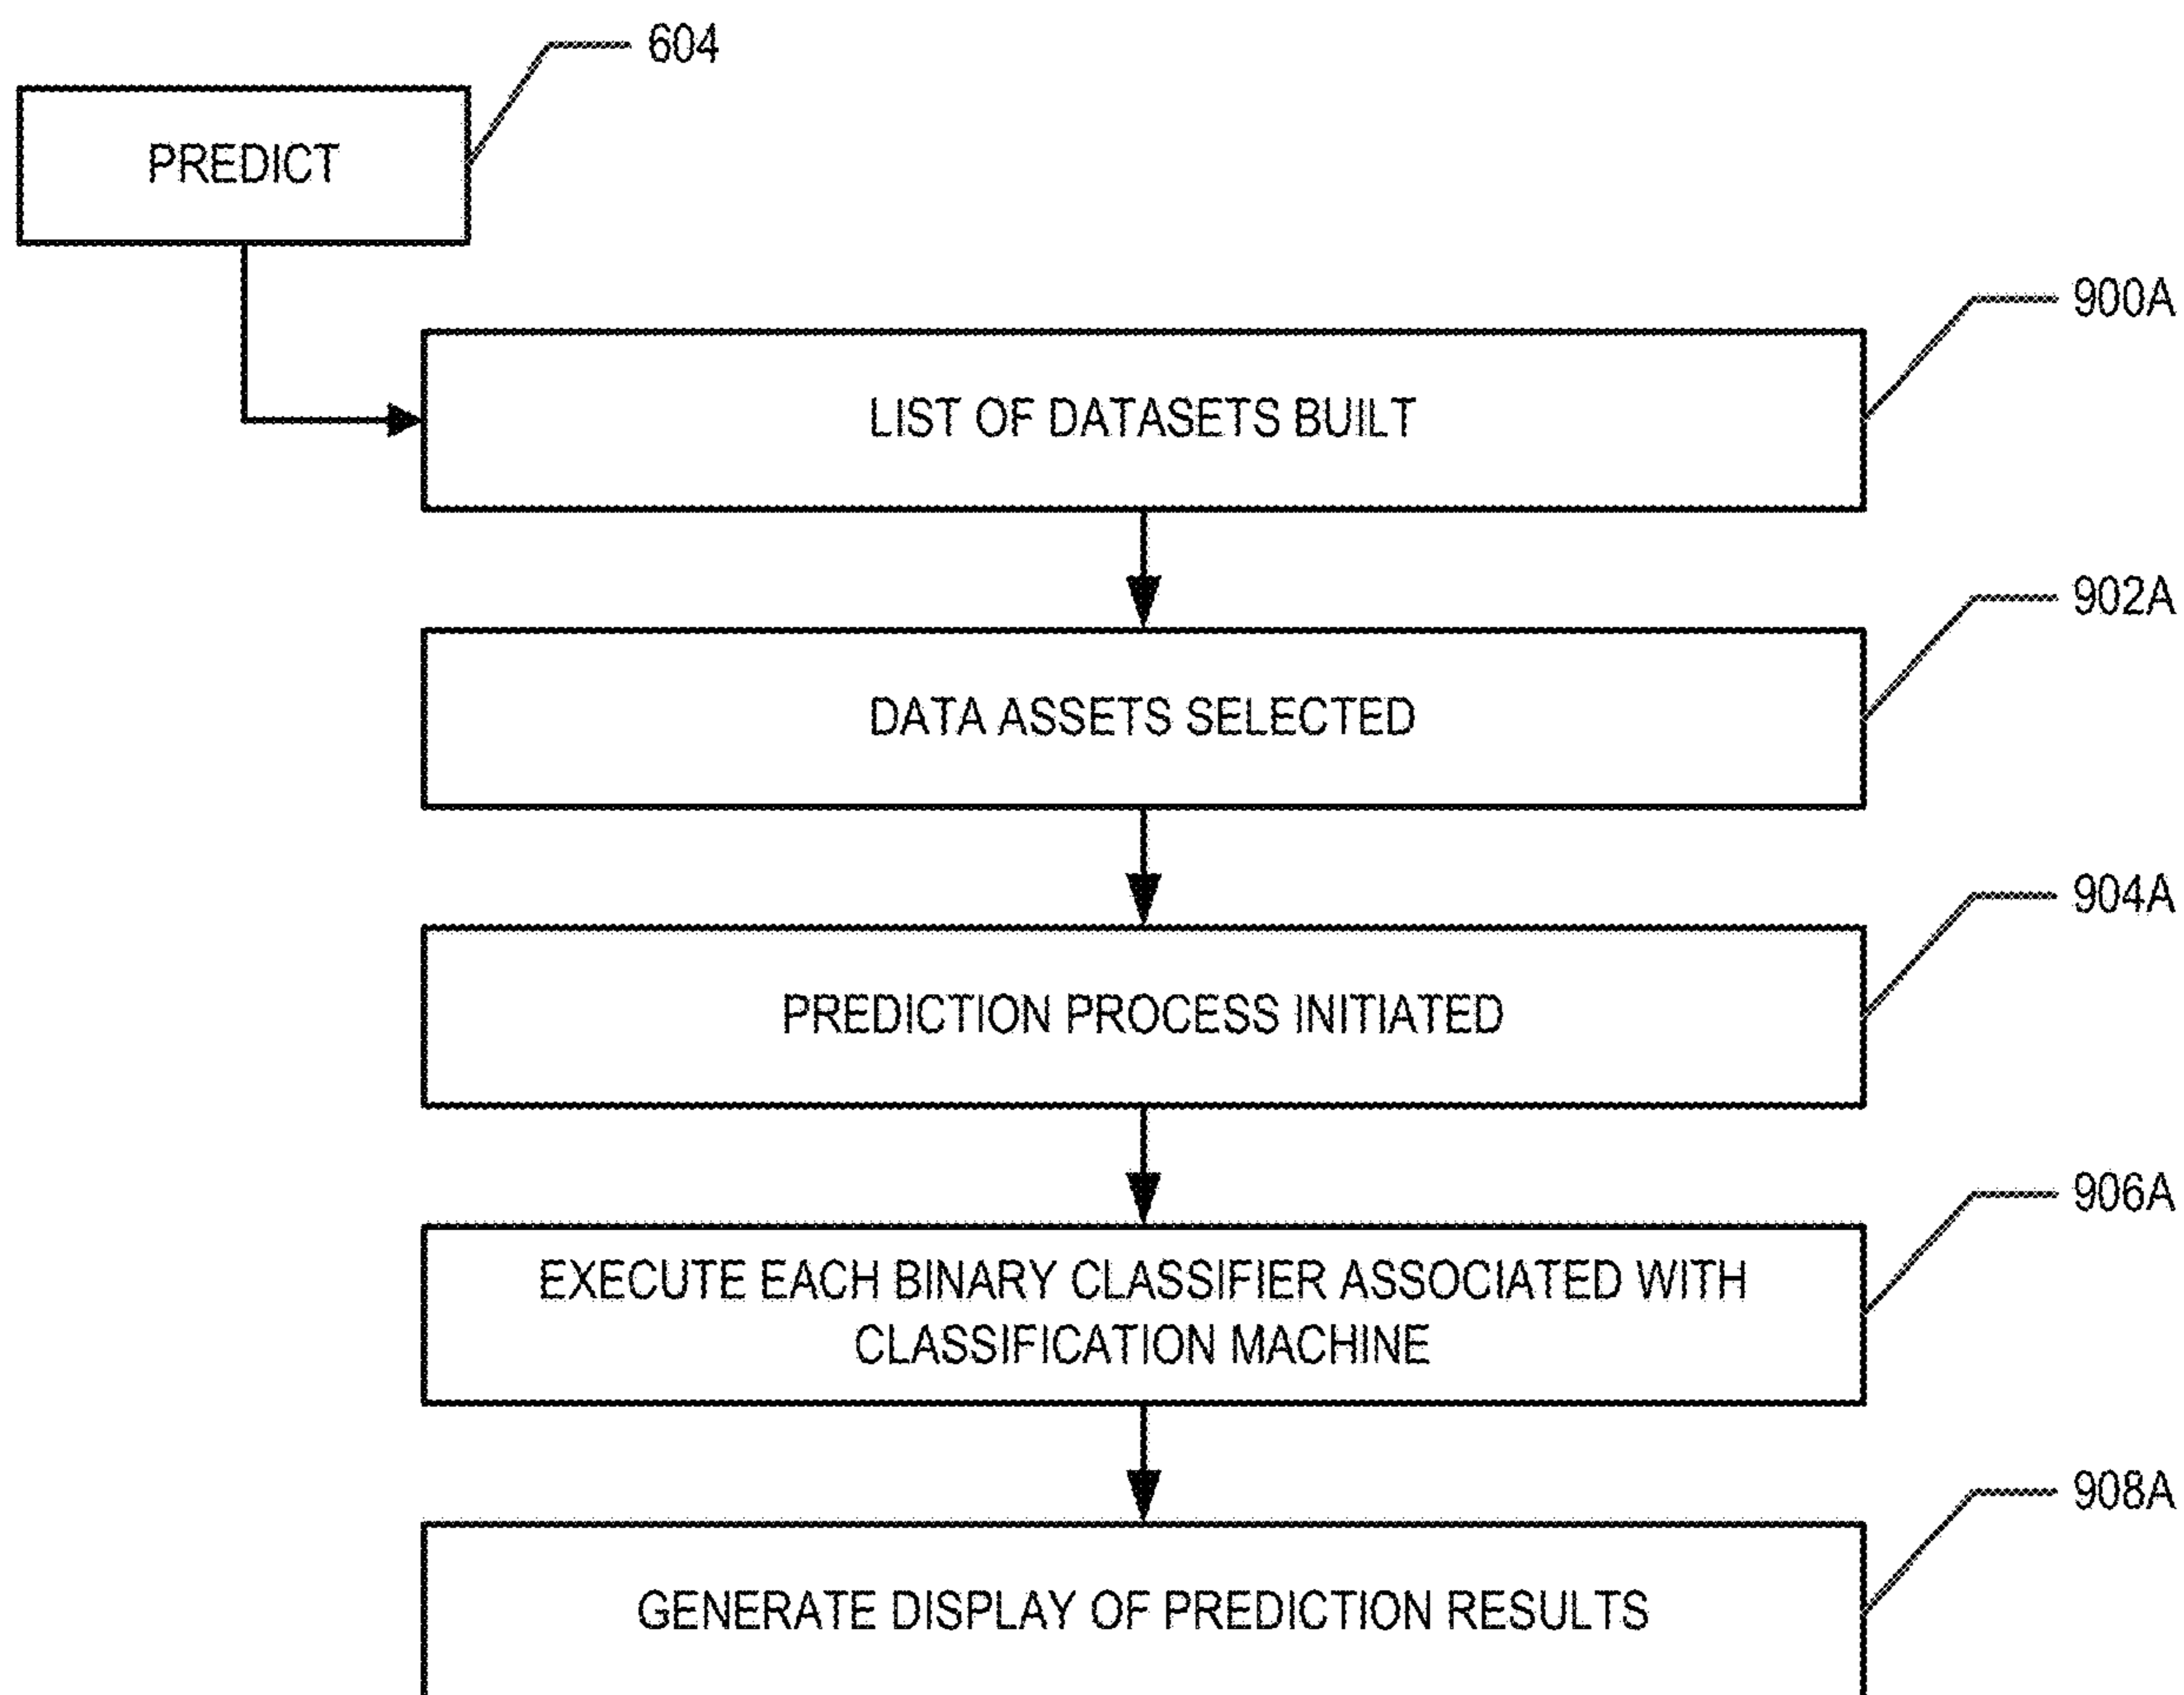 604
PREDICT
900A
LIST OF DATASETS BUILT
902A
DATA ASSETS SELECTED
904A
PREDICTION PROCESS INITIATED
906A
EXECUTE EACH BINARY CLASSIFIER ASSOCIATED WITH
CLASSIFICATION MACHINE
908A
GENERATE DISPLAY OF PREDICTION RESULTS